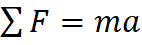 ∑ F = ma